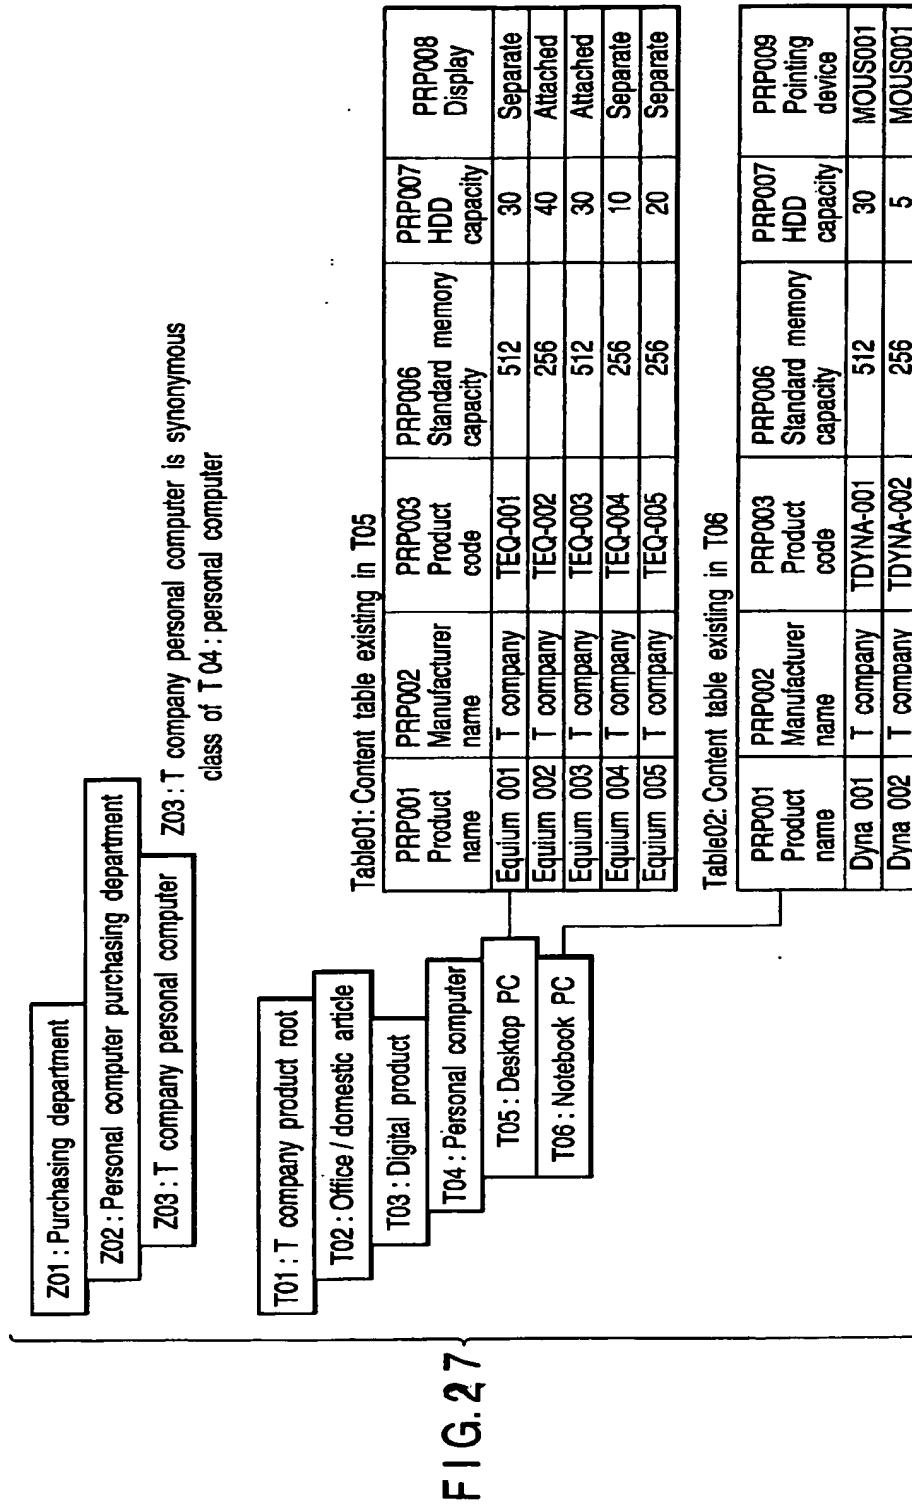 Z01 : Purchasing department
Z02 : Personal computer purchasing department
Z03 : T company personal computer
Z03 : T company personal computer is synonymous
class of T 04 : personal computer
T01 : T company product root
T02 : Office / domestic article
T03 : Digital product
T04 : Personal computer
T05 : Desktop PC
T06 : Notebook PC
Table01: Content table existing in T05
PRP001 Product name | PRP002 Manufacturer name | PRP003 Product code | PRP006 Standard memory capacity | PRP007 HDD capacity | PRP008 Display
Equium 001 | T company | TEQ-001 | 512 | 30 | Separate
Equium 002 | T company | TEQ-002 | 256 | 40 | Attached
Equium 003 | T company | TEQ-003 | 512 | 30 | Attached
Equium 004 | T company | TEQ-004 | 256 | 10 | Separate
Equium 005 | T company | TEQ-005 | 256 | 20 | Separate
Table02: Content table existing in T06
PRP001 Product name | PRP002 Manufacturer name | PRP003 Product code | PRP006 Standard memory capacity | PRP007 HDD capacity | PRP009 Pointing device
Dyna 001 | T company | TDYNA-001 | 512 | 30 | MOUS001
Dyna 002 | T company | TDYNA-002 | 256 | 5 | MOUS001
FIG. 27